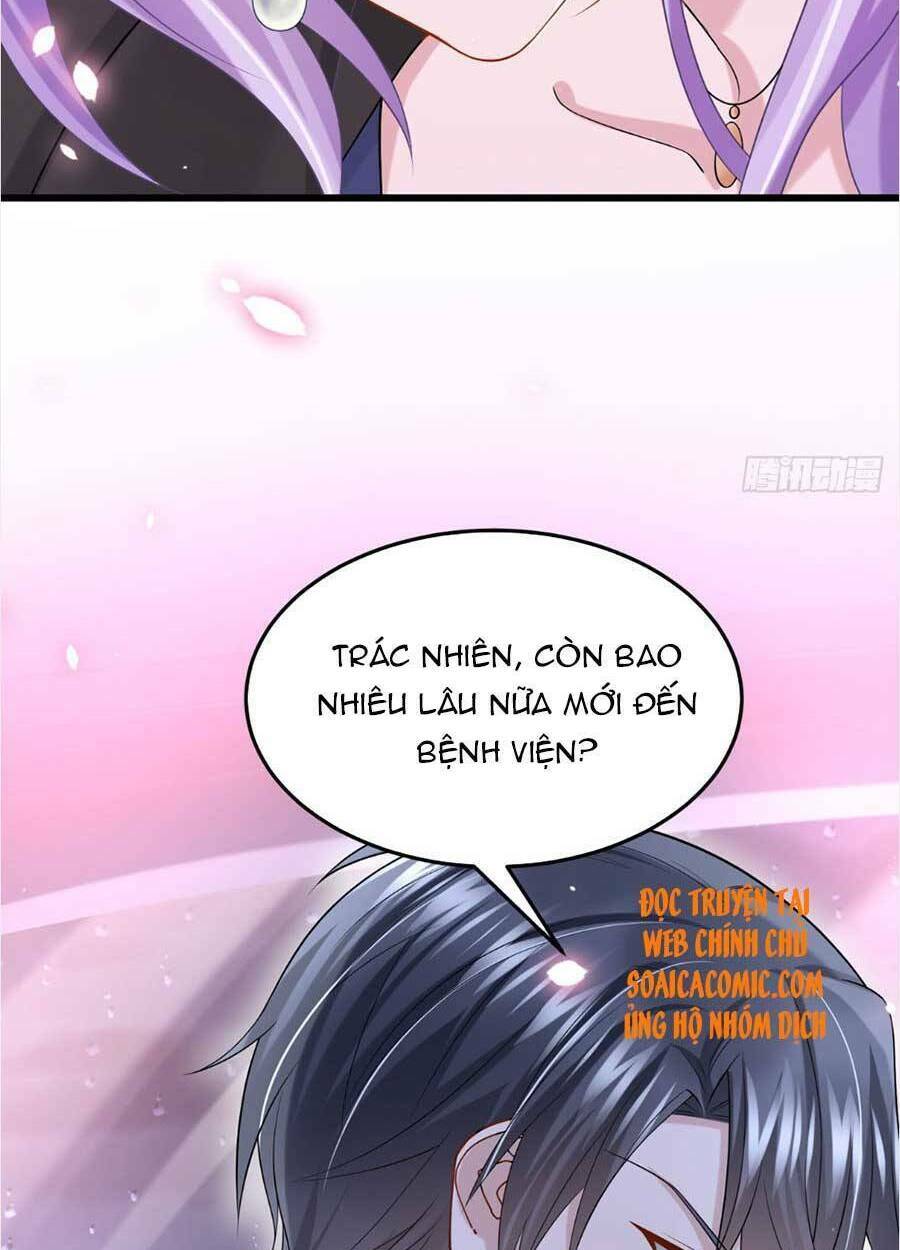 腾讯动漫
TRÁC NHIÊN, CÒN BAO
NHIÊU LÂU NỮA MỚI ĐẾN
BỆNH VIỆN?
ĐỌC TRUYỆN TẠI
WEB CHÍNH CHỦ
SOAICACOMIC.COM
ỦNG HỘ NHÓM DỊCH